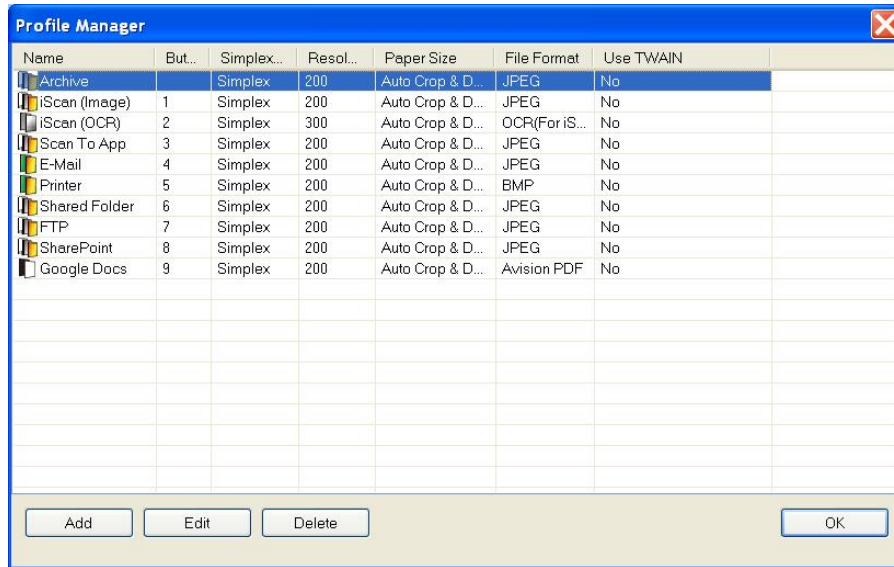 Profile Manager
Name But... Simplex... Resol... Paper Size File Format Use TWAIN
Archive Simplex 200 Auto Crop & D... JPEG No
iScan (Image) 1 Simplex 200 Auto Crop & D... JPEG No
iScan (OCR) 2 Simplex 300 Auto Crop & D... OCR(For iS... No
Scan To App 3 Simplex 200 Auto Crop & D... JPEG No
E-Mail 4 Simplex 200 Auto Crop & D... JPEG No
Printer 5 Simplex 200 Auto Crop & D... BMP No
Shared Folder 6 Simplex 200 Auto Crop & D... JPEG No
FTP 7 Simplex 200 Auto Crop & D... JPEG No
SharePoint 8 Simplex 200 Auto Crop & D... JPEG No
Google Docs 9 Simplex 200 Auto Crop & D... Avision PDF No
Add Edit Delete OK